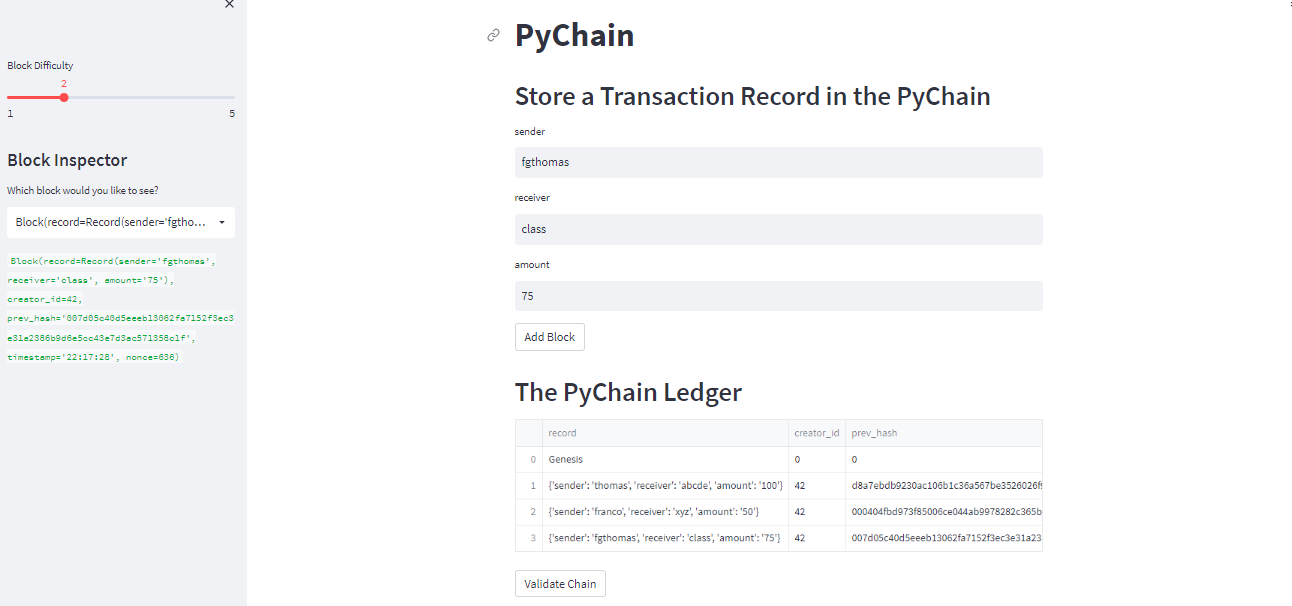 Block Difficulty
2
1 5
Block Inspector
Which block would you like to see?
Block(record=Record(sender='fgtho...
Block(record=Record(sender='fgthomas',
receiver='class', amount='75'),
creator_id=42,
prev_hash='007d05c40d5eeeb13062fa7152f3ec3
e31a2386b9d6e5cc43e7d3ac571358c1f',
timestamp='22:17:28', nonce=636)
PyChain
Store a Transaction Record in the PyChain
sender
fgthomas
receiver
class
amount
75
Add Block
The PyChain Ledger
record creator_id prev_hash
0 Genesis 0 0
1 {'sender': 'thomas', 'receiver': 'abcde', 'amount': '100'} 42 d8a7ebdb9230ac106b1c36a567be3526026f9
2 {'sender': 'franco', 'receiver': 'xyz', 'amount': '50'} 42 000404fbd973f85006ce044ab9978282c365b
3 {'sender': 'fgthomas', 'receiver': 'class', 'amount': '75'} 42 007d05c40d5eeeb13062fa7152f3ec3e31a23
Validate Chain